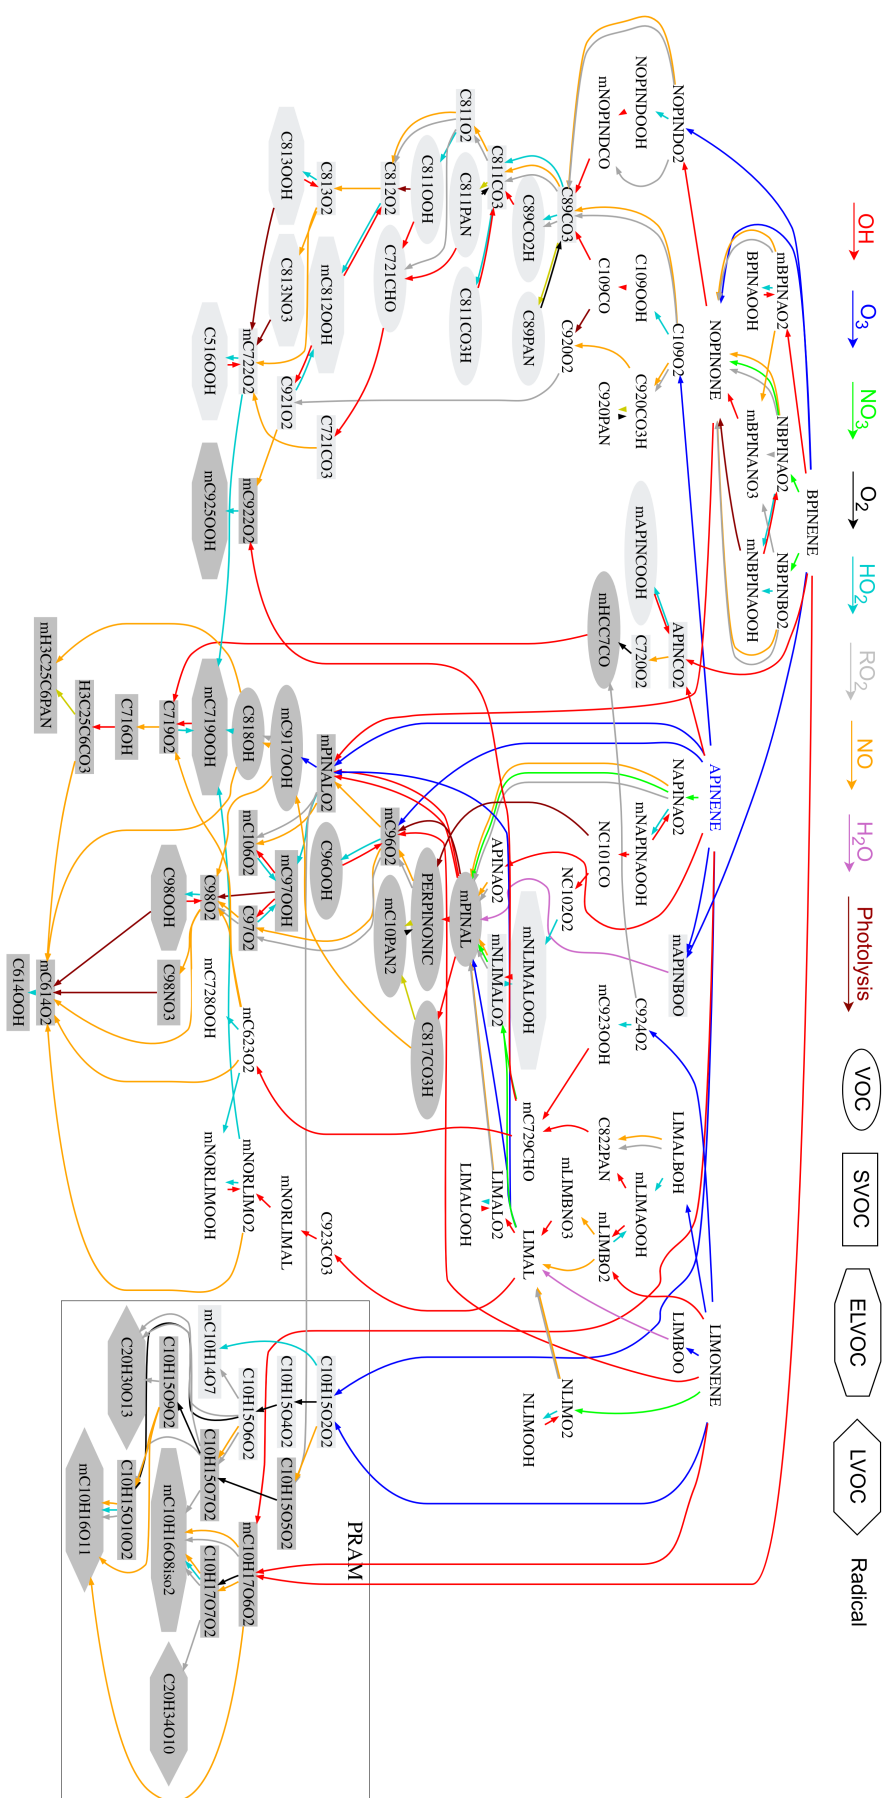 OH
O3
NO3
O2
HO2
RO2
NO
H2O
Photolysis
VOC
SVOC
ELVOC
LVOC
Radical
BPINENE
mBPINAO2
NBPINAO2
NBPINBO2
BPINAOOH
mBPINANO3
mNBPINAOOH
NOPINONE
APINENE
LIMONENE
NOPINDO2
C109O2
APINCO2
NAPINAO2
mAPINBOO
LIMALBOH
LIMBOO
NOPINDOOH
C109OOH
C920CO3H
mAPINCOOH
C720O2
mNAPINAOOH
C924O2
mLIMAOOH
mNOPINDCO
C109CO
C920PAN
mHCC7CO
NC101CO
mC923OOH
C822PAN
mLIMBO2
C89CO3
C920O2
NC102O2
mLIMBNO3
NLIMO2
C89CO2H
C89PAN
mNLIMALOOH
mC729CHO
LIMAL
NLIMOOH
C811CO3
APINAO2
mNLIMALO2
LIMALO2
C811O2
C811PAN
C811CO3H
mPINAL
LIMALOOH
C811OOH
PERPINONIC
C817CO3H
C812O2
C721CHO
mC96O2
mC10PAN2
C813O2
mC812OOH
C721CO3
mPINALO2
C96OOH
C923CO3
C10H15O2O2
PRAM
C813OOH
C813NO3
C921O2
mC917OOH
mC97OOH
mNORLIMAL
C10H15O4O2
C10H15O5O2
mC722O2
mC922O2
C818OH
mC106O2
C97O2
mC623O2
mNORLIMO2
C10H15O6O2
mC10H17O6O2
C516OOH
mC925OOH
mC719OOH
C98O2
mC728OOH
mNORLIMOOH
mC10H14O7
C10H15O7O2
C10H17O7O2
C719O2
C98OOH
C98NO3
C10H15O9O2
mC10H16O8iso2
C20H34O10
C716OH
C20H30O13
C10H15O10O2
H3C25C6CO3
mC10H16O11
mH3C25C6PAN
mC614O2
C614OOH